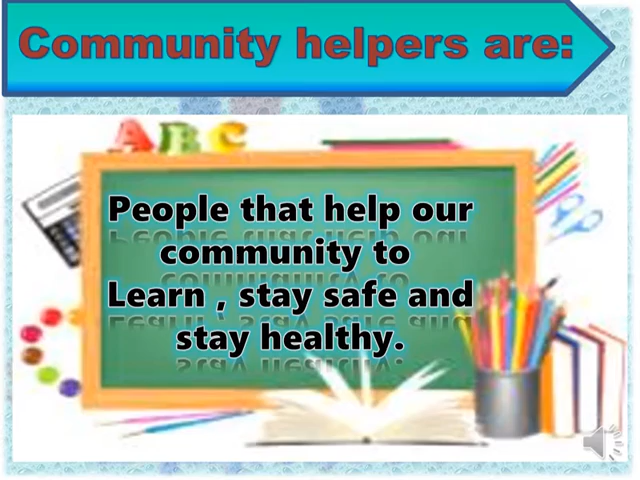 Community helpers are:
ABC
People that help our
community to
Learn , stay safe and
stay healthy.